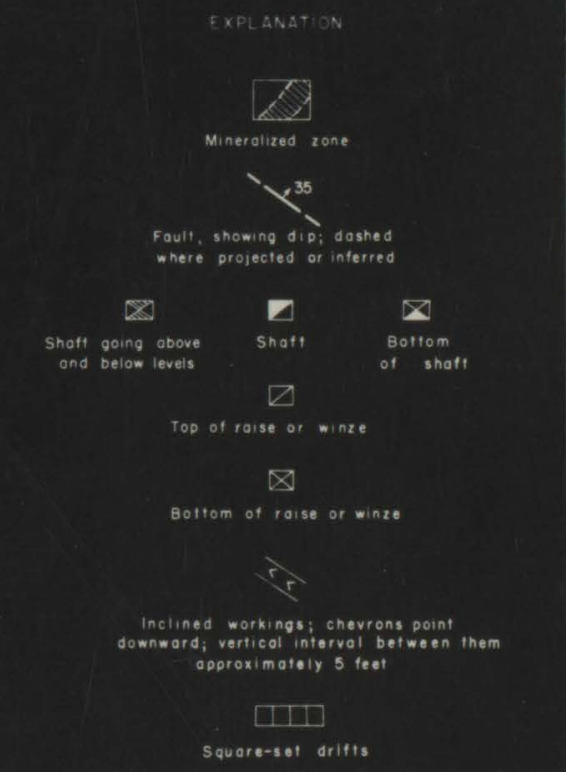 EXPLANATION
Mineralized zone
35
Fault, showing dip; dashed
where projected or inferred
Shaft going above
and below levels
Shaft
Bottom
of shaft
Top of raise or winze
Bottom of raise or winze
Inclined workings; chevrons point
downward; vertical interval between them
approximately 5 feet
Square-set drifts